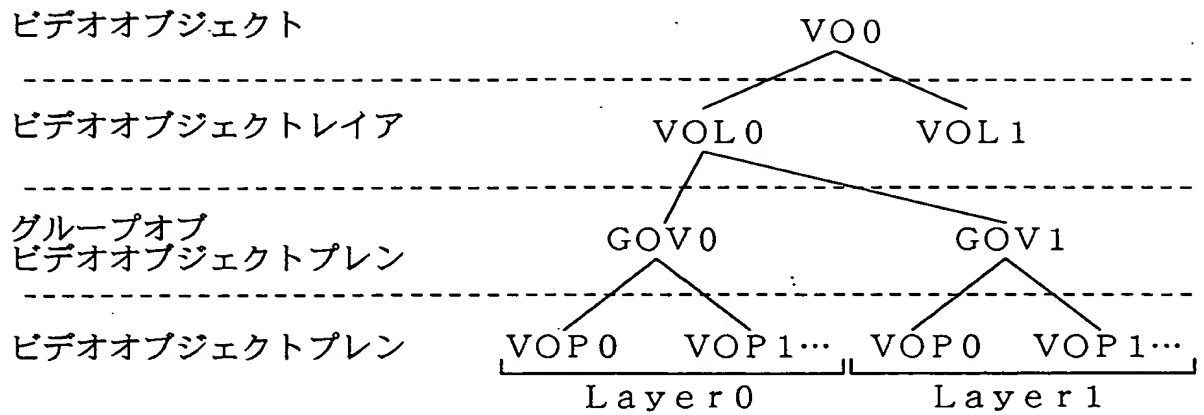 ビデオオブジェクト VO0
ビデオオブジェクトレイア VOL0 VOL1
グループオブ
ビデオオブジェクトプレン GOV0 GOV1
ビデオオブジェクトプレン VOP0 VOP1… VOP0 VOP1…
Layer0 Layer1